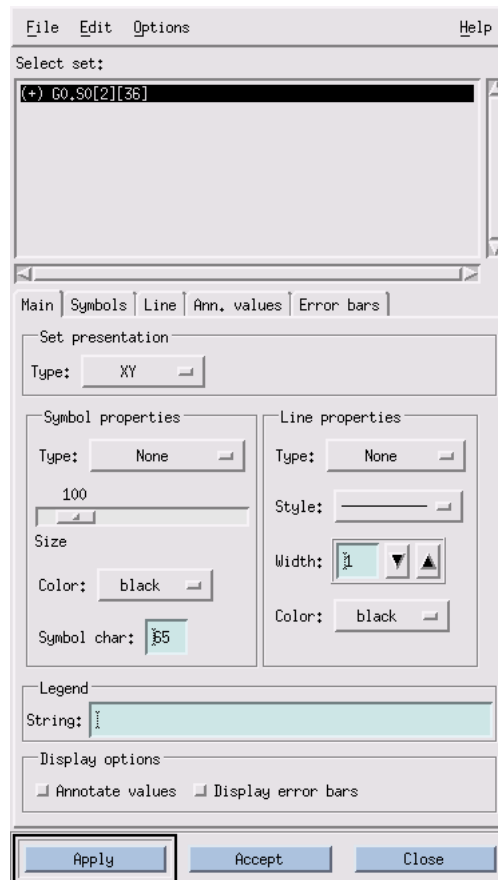 File Edit Options Help
Select set:
(+) G0.S0[2][36]
Main Symbols Line Ann. values Error bars
Set presentation
Type: XY
Symbol properties
Type: None
100
Size
Color: black
Symbol char: 65
Line properties
Type: None
Style:
Width: 1
Color: black
Legend
String:
Display options
Annotate values Display error bars
Apply Accept Close